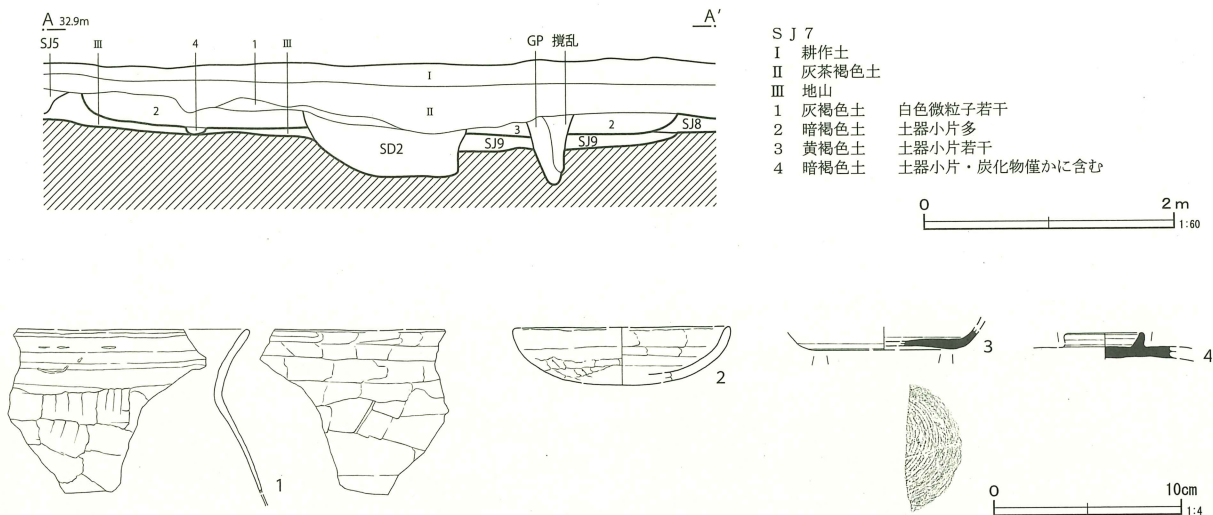 A 32.9m A'
SJ5 Ⅲ 4 1 Ⅲ GP 撹乱
Ⅰ
2 Ⅱ 3 2 SJ8
SD2 SJ9 SJ9
ＳＪ７
Ⅰ 耕作土
Ⅱ 灰茶褐色土
Ⅲ 地山
1 灰褐色土 白色微粒子若干
2 暗褐色土 土器小片多
3 黄褐色土 土器小片若干
4 暗褐色土 土器小片・炭化物僅かに含む
0 2m
1:60
1 2 3 4
0 10cm
1:4